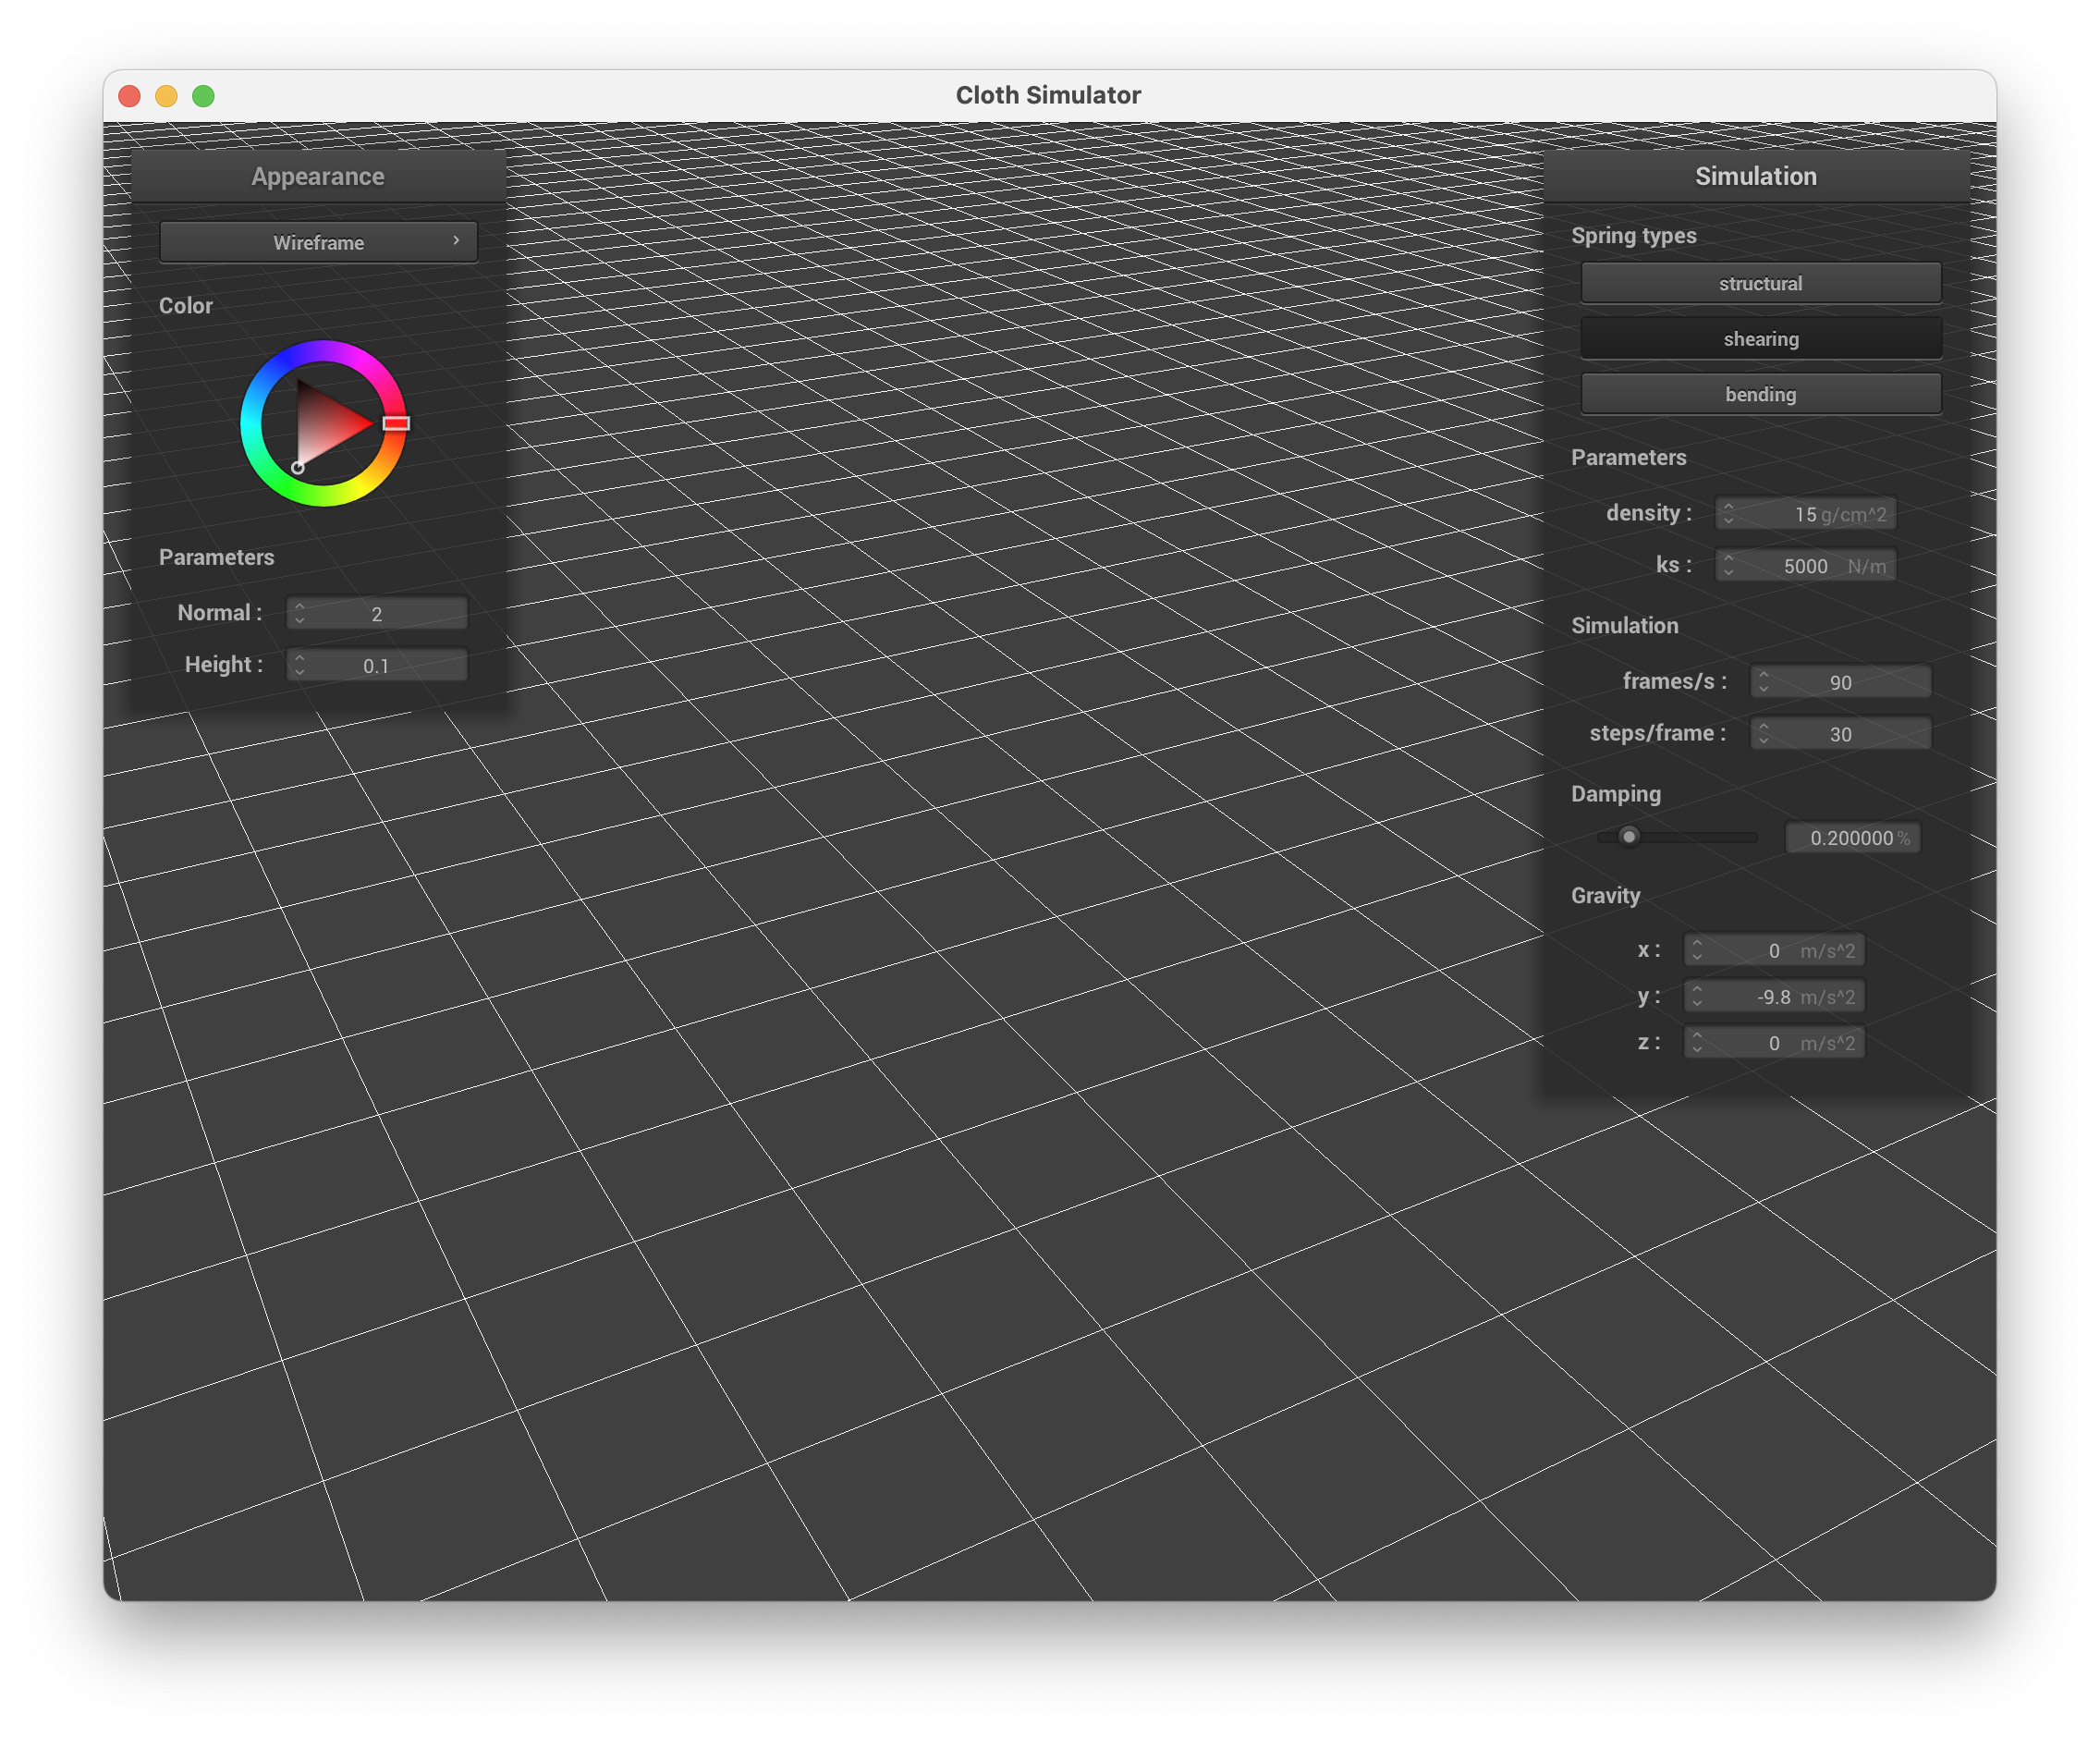 Cloth Simulator
Appearance
Wireframe
Color
Parameters
Normal : 2
Height : 0.1
Simulation
Spring types
structural
shearing
bending
Parameters
density : 15 g/cm^2
ks : 5000 N/m
Simulation
frames/s : 90
steps/frame : 30
Damping
0.200000 %
Gravity
x : 0 m/s^2
y : -9.8 m/s^2
z : 0 m/s^2